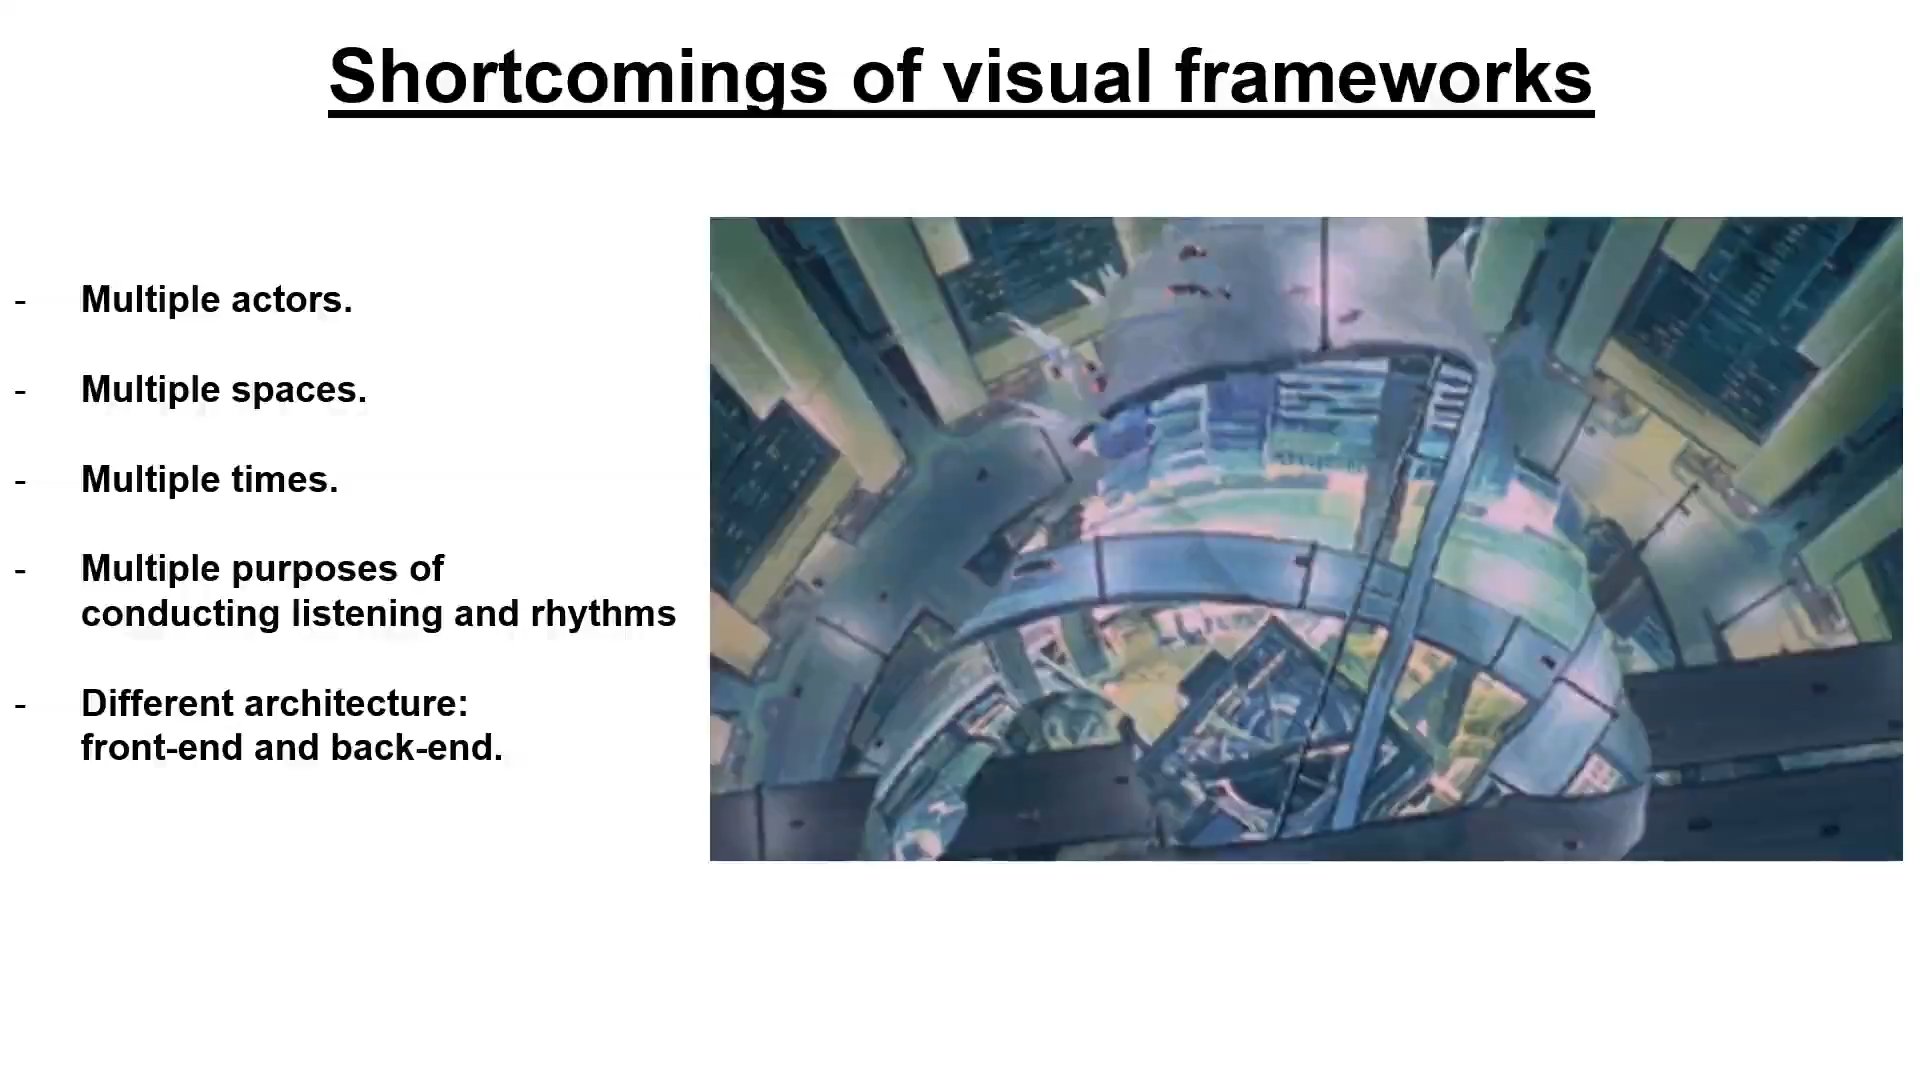 Shortcomings of visual frameworks
- Multiple actors.
- Multiple spaces.
- Multiple times.
- Multiple purposes of
conducting listening and rhythms
- Different architecture:
front-end and back-end.